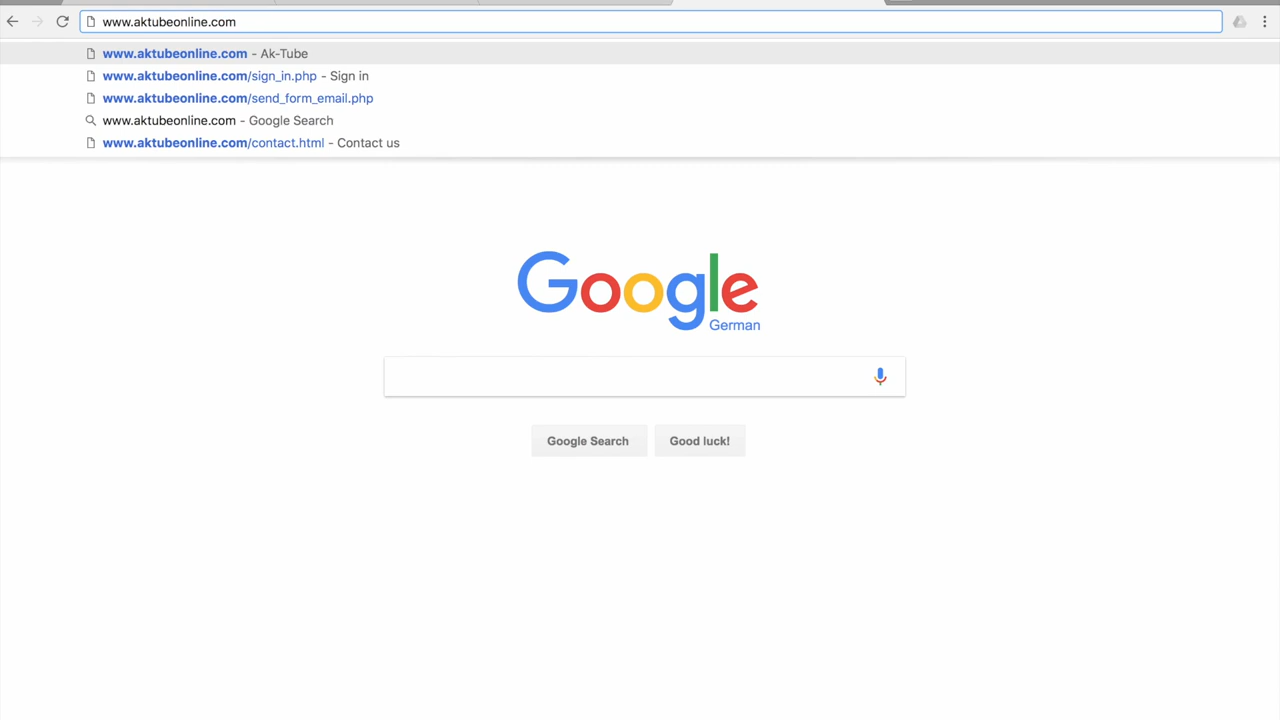 www.aktubeonline.com
www.aktubeonline.com - Ak-Tube
www.aktubeonline.com/sign_in.php - Sign in
www.aktubeonline.com/send_form_email.php
www.aktubeonline.com - Google Search
www.aktubeonline.com/contact.html - Contact us
Google
German
Google Search Good luck!